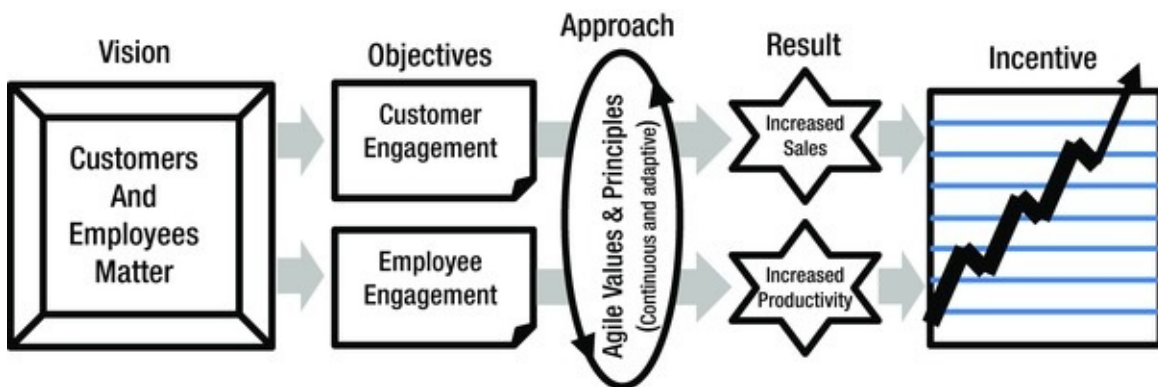 Vision
Customers
And
Employees
Matter
Objectives
Customer
Engagement
Employee
Engagement
Approach
Agile Values & Principles
(Continuous and adaptive)
Result
Increased
Sales
Increased
Productivity
Incentive